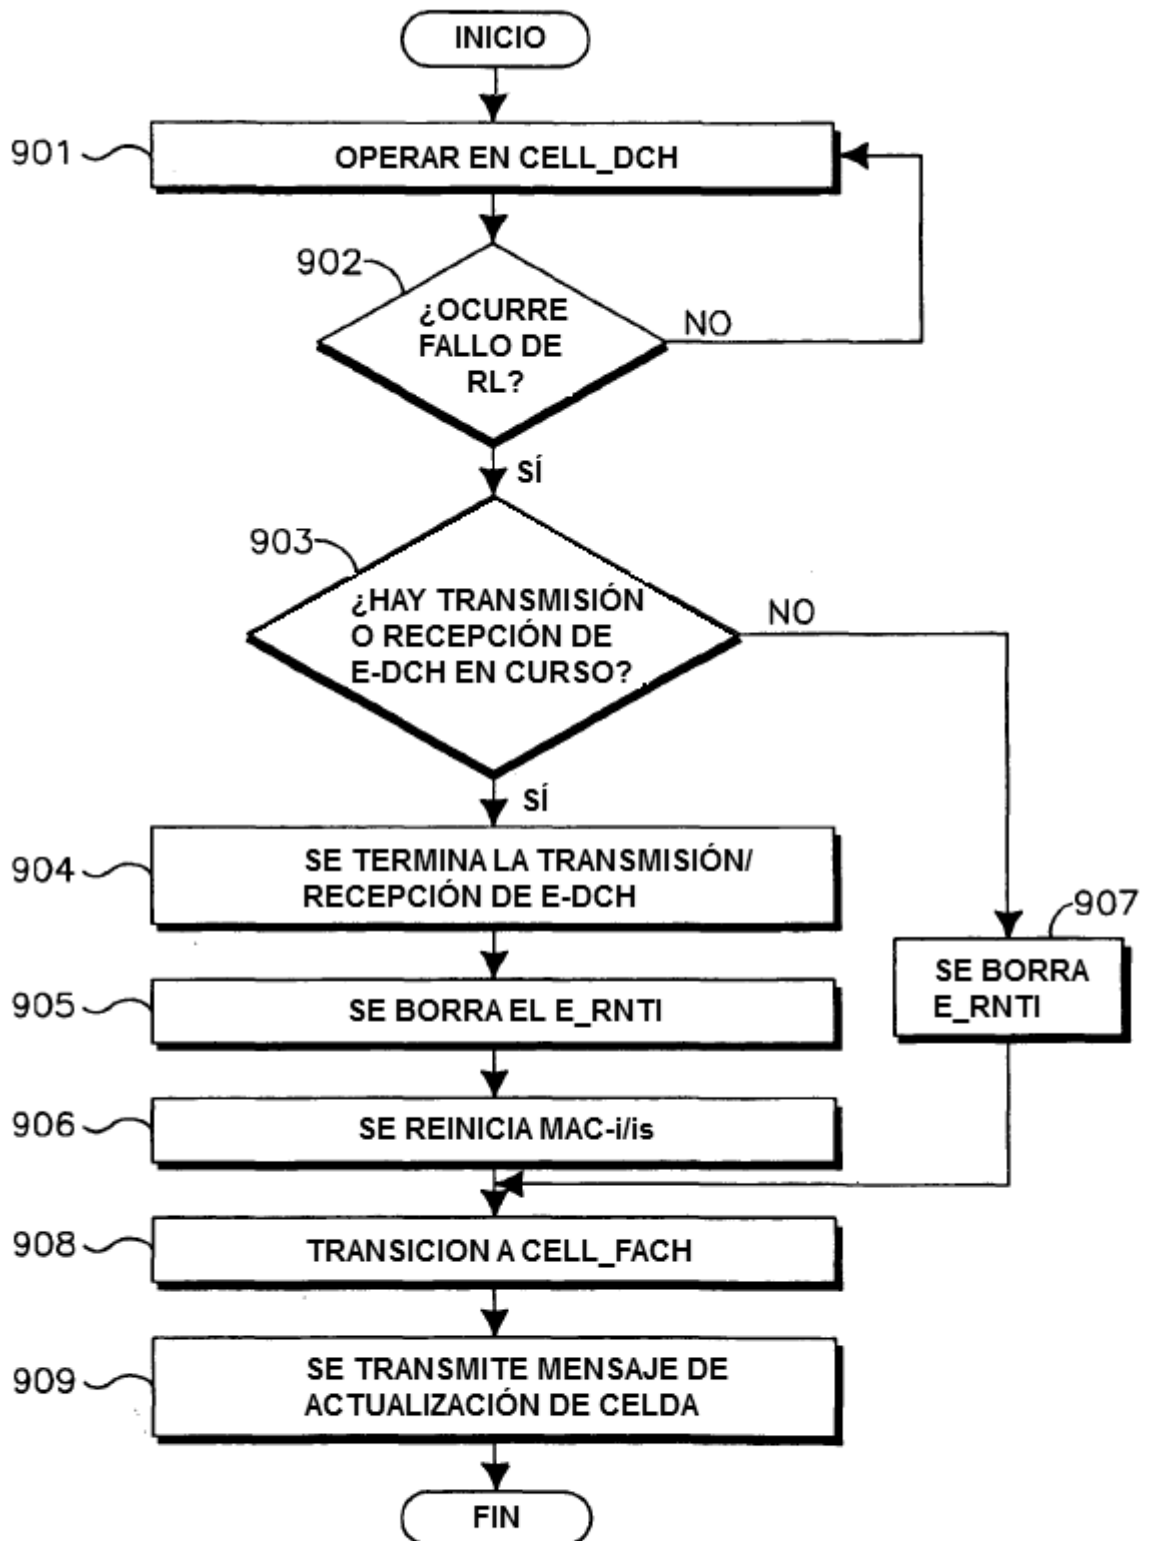 INICIO
901
OPERAR EN CELL_DCH
902
¿OCURRE
FALLO DE
RL?
NO
SÍ
903
¿HAY TRANSMISIÓN
O RECEPCIÓN DE
E-DCH EN CURSO?
NO
SÍ
904
SE TERMINA LA TRANSMISIÓN/
RECEPCIÓN DE E-DCH
907
SE BORRA
E_RNTI
905
SE BORRA EL E_RNTI
906
SE REINICIA MAC-i/is
908
TRANSICION A CELL_FACH
909
SE TRANSMITE MENSAJE DE
ACTUALIZACIÓN DE CELDA
FIN